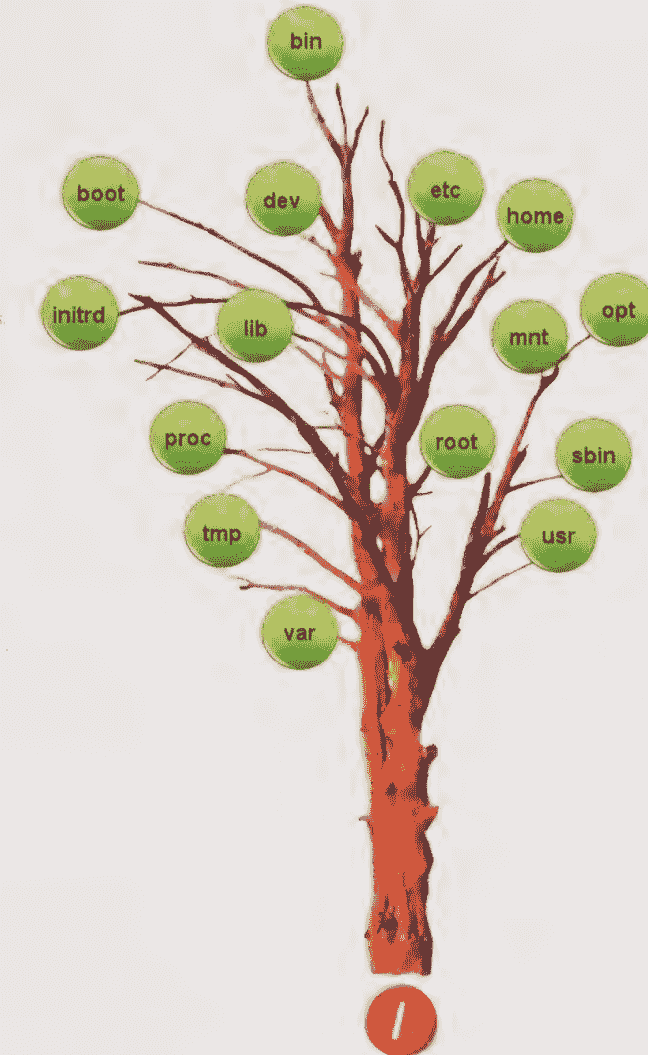 bin
boot
dev
etc
home
initrd
lib
mnt
opt
proc
root
sbin
tmp
usr
var
/